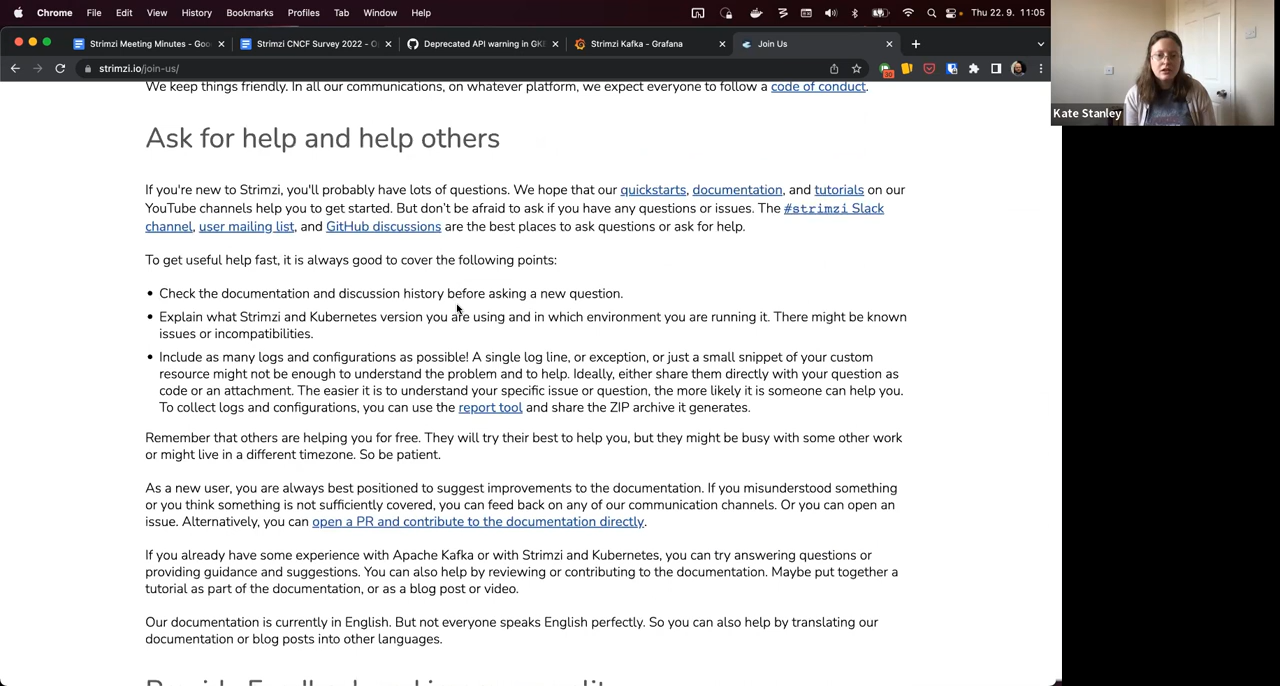 Chrome File Edit View History Bookmarks Profiles Tab Window Help Thu 22. 9. 11:05
Strimzi Meeting Minutes - Goo Strimzi CNCF Survey 2022 - Deprecated API warning in GKE Strimzi Kafka - Grafana Join Us
strimzi.io/join-us/
30
Kate Stanley
We keep things friendly. In all our communications, on whatever platform, we expect everyone to follow a code of conduct.
Ask for help and help others
If you're new to Strimzi, you'll probably have lots of questions. We hope that our quickstarts, documentation, and tutorials on our
YouTube channels help you to get started. But don't be afraid to ask if you have any questions or issues. The #strimzi Slack
channel, user mailing list, and GitHub discussions are the best places to ask questions or ask for help.
To get useful help fast, it is always good to cover the following points:
• Check the documentation and discussion history before asking a new question.
• Explain what Strimzi and Kubernetes version you are using and in which environment you are running it. There might be known
issues or incompatibilities.
• Include as many logs and configurations as possible! A single log line, or exception, or just a small snippet of your custom
resource might not be enough to understand the problem and to help. Ideally, either share them directly with your question as
code or an attachment. The easier it is to understand your specific issue or question, the more likely it is someone can help you.
To collect logs and configurations, you can use the report tool and share the ZIP archive it generates.
Remember that others are helping you for free. They will try their best to help you, but they might be busy with some other work
or might live in a different timezone. So be patient.
As a new user, you are always best positioned to suggest improvements to the documentation. If you misunderstood something
or you think something is not sufficiently covered, you can feed back on any of our communication channels. Or you can open an
issue. Alternatively, you can open a PR and contribute to the documentation directly.
If you already have some experience with Apache Kafka or with Strimzi and Kubernetes, you can try answering questions or
providing guidance and suggestions. You can also help by reviewing or contributing to the documentation. Maybe put together a
tutorial as part of the documentation, or as a blog post or video.
Our documentation is currently in English. But not everyone speaks English perfectly. So you can also help by translating our
documentation or blog posts into other languages.